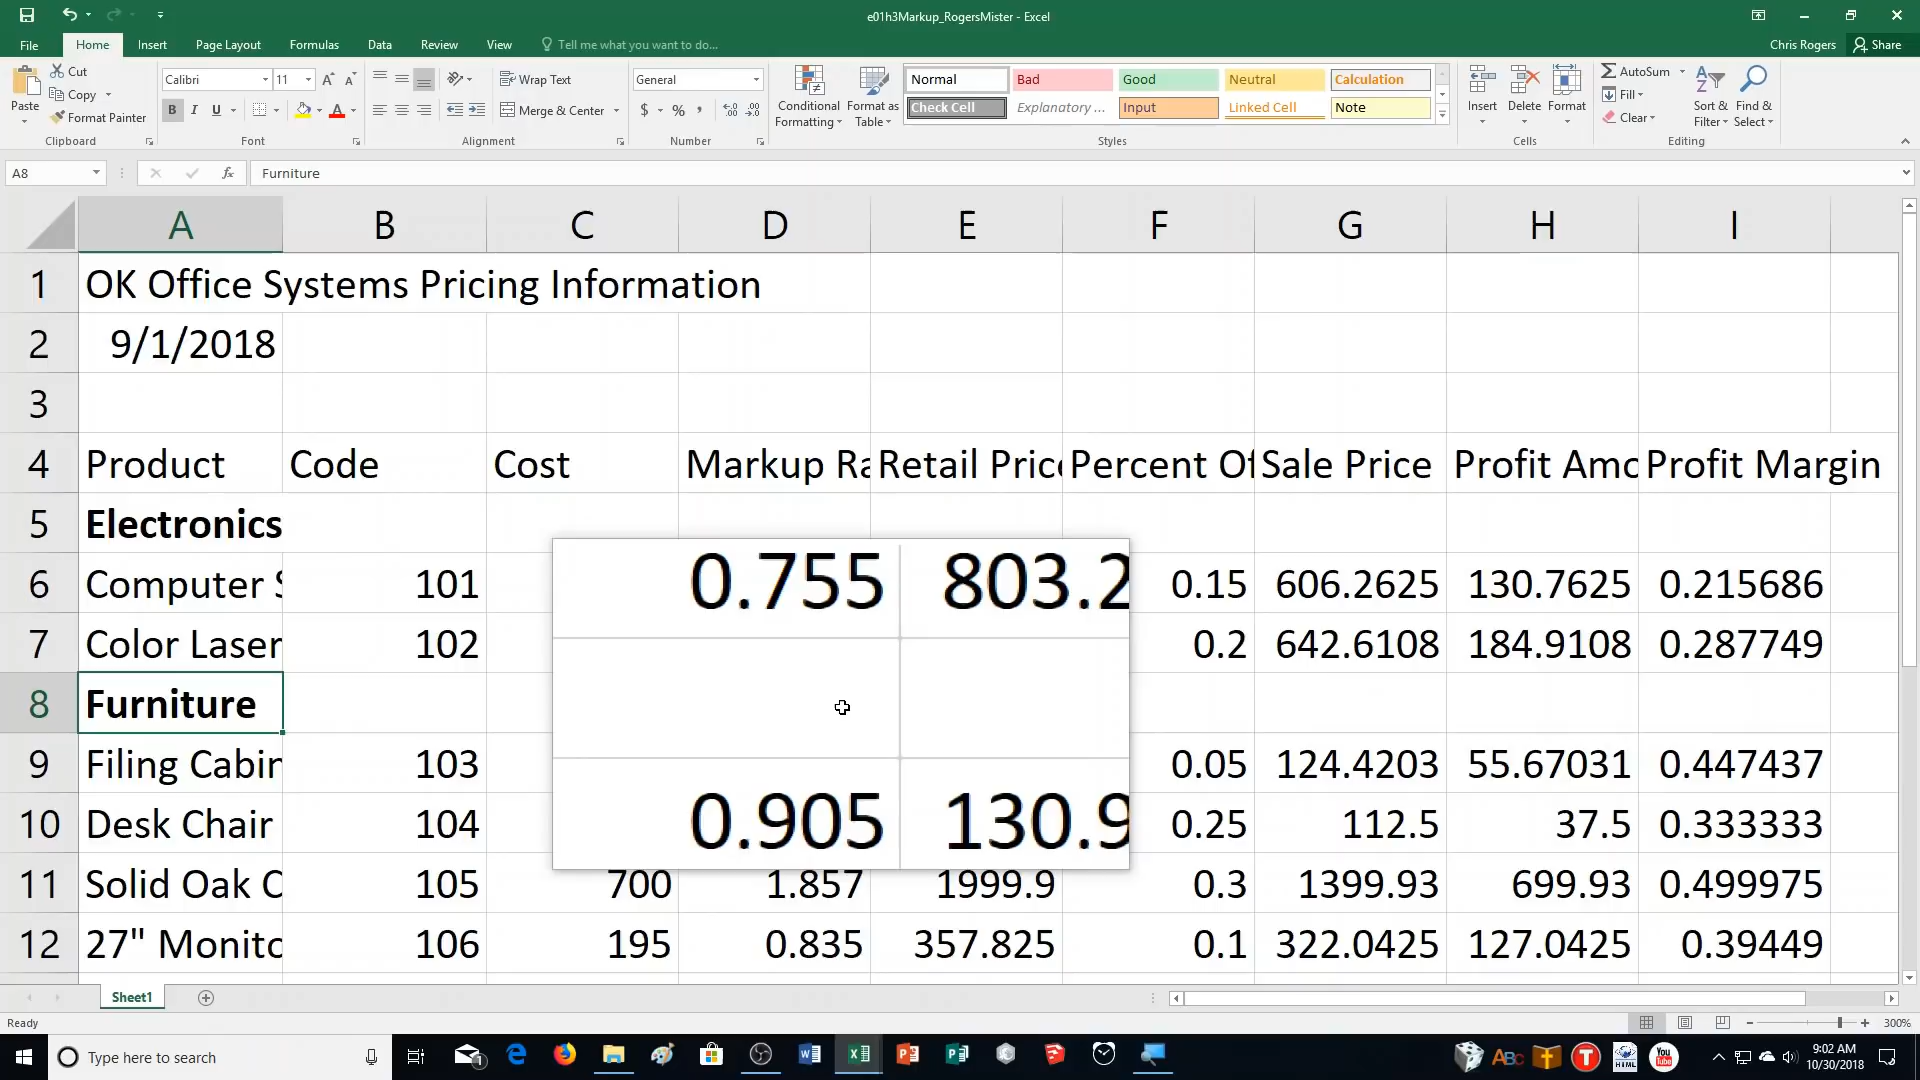 e01h3Markup_RogersMister - Excel
File Home Insert Page Layout Formulas Data Review View Tell me what you want to do... Chris Rogers Share
Paste
Cut
Copy
Format Painter
Clipboard
Calibri 11
B I U
Font
Wrap Text
Merge & Center
Alignment
General
$ % ,
Number
Conditional Formatting
Format as Table
Normal Bad Good Neutral Calculation
Check Cell Explanatory ... Input Linked Cell Note
Styles
Insert Delete Format
Cells
AutoSum
Fill
Clear
Sort & Filter
Find & Select
Editing
A8 fx Furniture
A B C D E F G H I
1 OK Office Systems Pricing Information
2 9/1/2018
3
4 Product Code Cost Markup Ra Retail Pric Percent Of Sale Price Profit Amo Profit Margin
5 Electronics
6 Computer S 101 0.755 803.2 0.15 606.2625 130.7625 0.215686
7 Color Laser 102 0.2 642.6108 184.9108 0.287749
8 Furniture
9 Filing Cabin 103 0.905 130.9 0.05 124.4203 55.67031 0.447437
10 Desk Chair 104 0.25 112.5 37.5 0.333333
11 Solid Oak C 105 700 1.857 1999.9 0.3 1399.93 699.93 0.499975
12 27" Monito 106 195 0.835 357.825 0.1 322.0425 127.0425 0.39449
Sheet1
Ready 300%
Type here to search
9:02 AM
10/30/2018